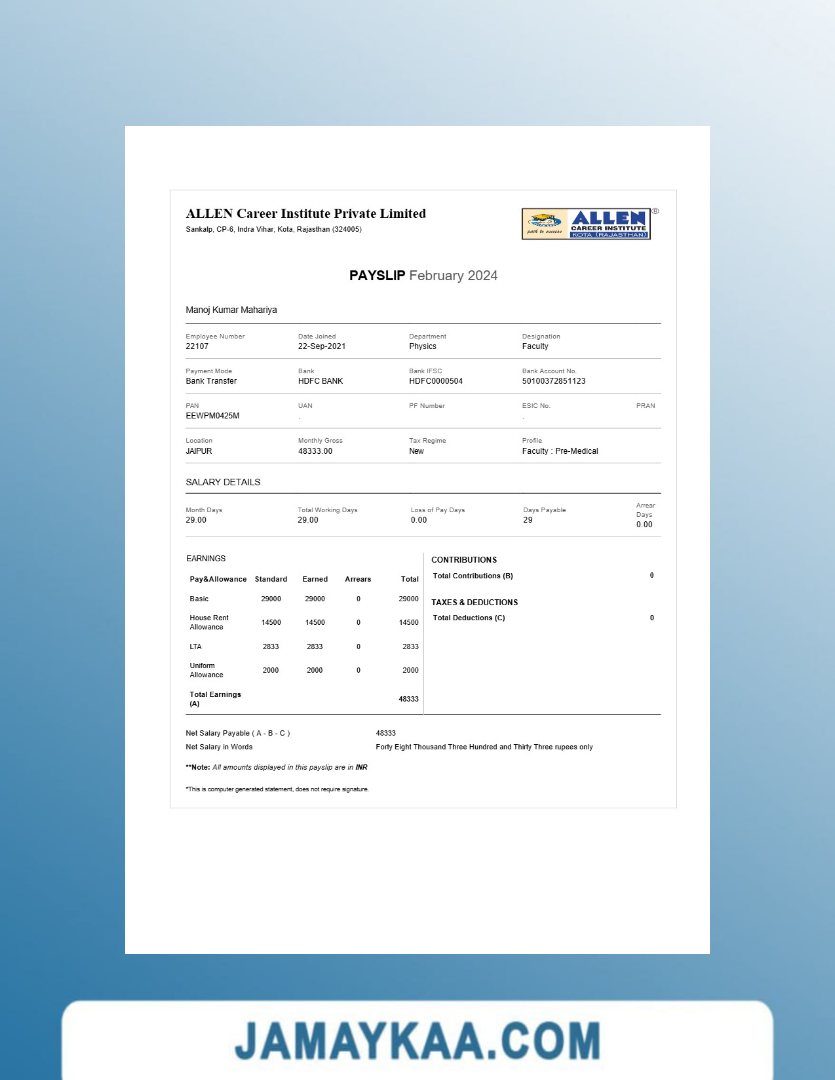 ALLEN Career Institute Private Limited
Sankalp, CP-6, Indra Vihar, Kota, Rajasthan (324005)
path to success
ALLEN ®
CAREER INSTITUTE
KOTA (RAJASTHAN)
PAYSLIP February 2024
Manoj Kumar Mahariya
Employee Number Date Joined Department Designation
22107 22-Sep-2021 Physics Faculty
Payment Mode Bank Bank IFSC Bank Account No.
Bank Transfer HDFC BANK HDFC0000504 50100372851123
PAN UAN PF Number ESIC No. PRAN
EEWPM0425M . .
Location Monthly Gross Tax Regime Profile
JAIPUR 48333.00 New Faculty : Pre-Medical
SALARY DETAILS
Month Days Total Working Days Loss of Pay Days Days Payable Arrear Days
29.00 29.00 0.00 29 0.00
EARNINGS
Pay&Allowance Standard Earned Arrears Total
Basic 29000 29000 0 29000
House Rent Allowance 14500 14500 0 14500
LTA 2833 2833 0 2833
Uniform Allowance 2000 2000 0 2000
Total Earnings (A) 48333
CONTRIBUTIONS
Total Contributions (B) 0
TAXES & DEDUCTIONS
Total Deductions (C) 0
Net Salary Payable ( A - B - C ) 48333
Net Salary in Words Forty Eight Thousand Three Hundred and Thirty Three rupees only
**Note: All amounts displayed in this payslip are in INR
*This is computer generated statement, does not require signature.
JAMAYKAA.COM